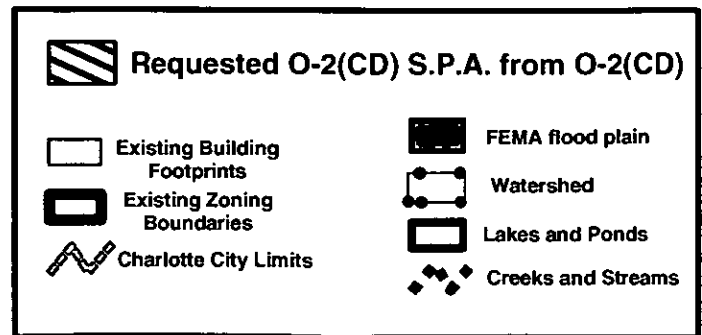 Requested O-2(CD) S.P.A. from O-2(CD)
Existing Building
Footprints
Existing Zoning
Boundaries
Charlotte City Limits
FEMA flood plain
Watershed
Lakes and Ponds
Creeks and Streams